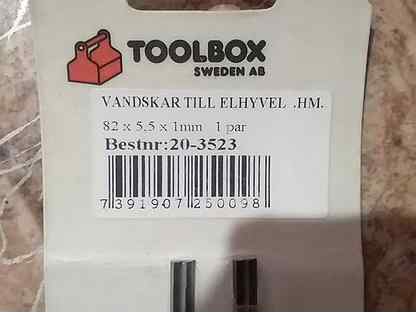 TOOLBOX
SWEDEN AB
VANDSKAR TILL ELHYVEL .HM.
82 x 5,5 x 1mm 1 par
Bestnr:20-3523
7391907250098